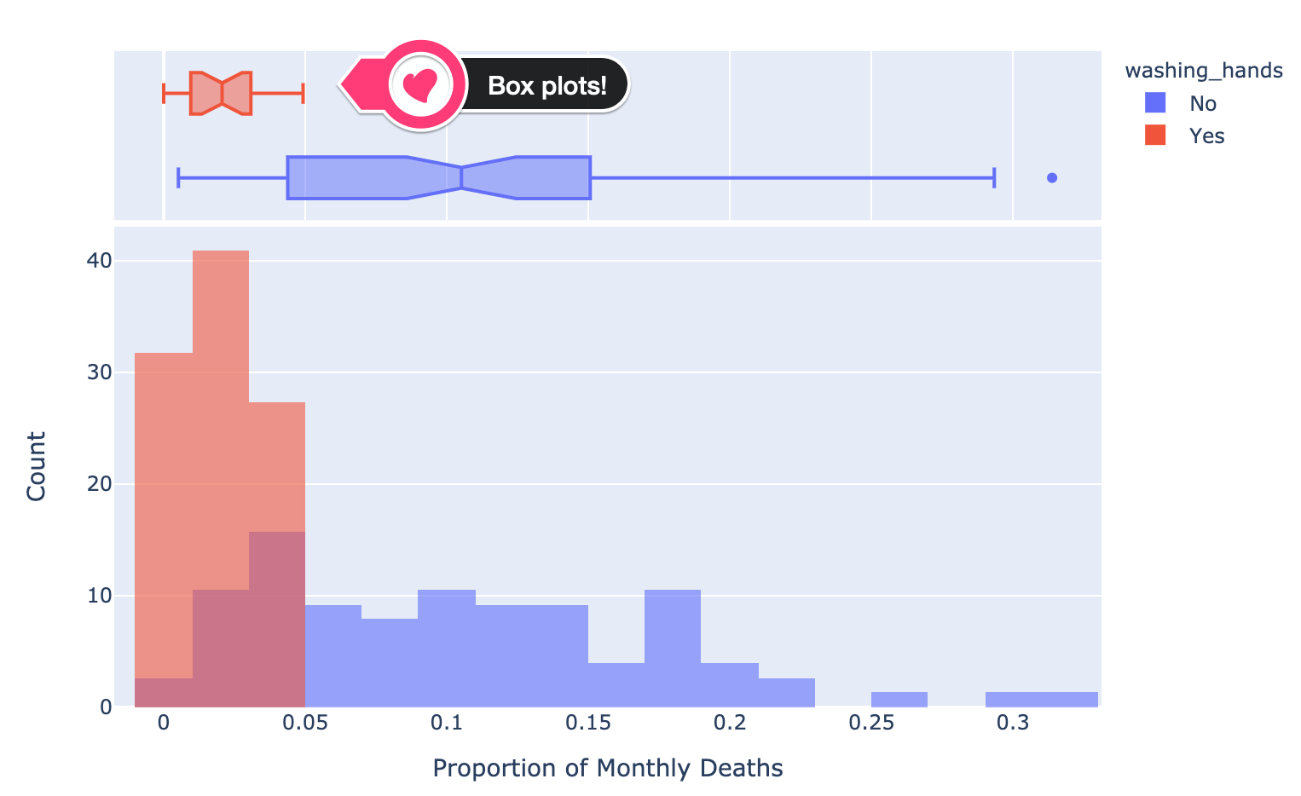 Box plots!
washing_hands
No
Yes
40
30
20
10
0
Count
0 0.05 0.1 0.15 0.2 0.25 0.3
Proportion of Monthly Deaths